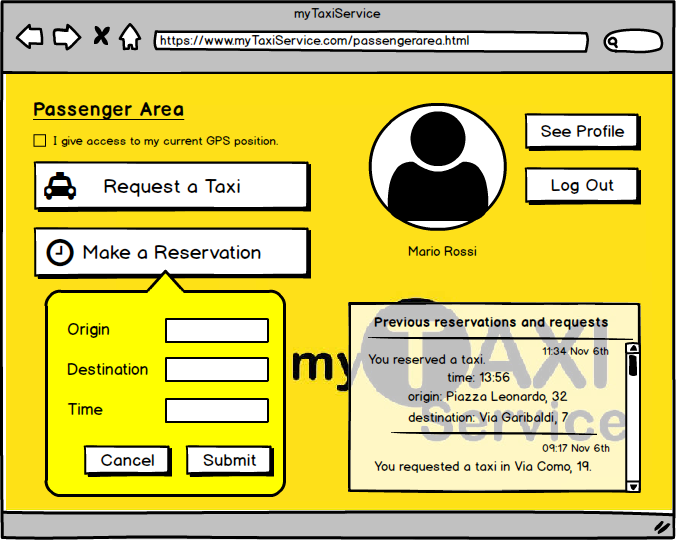 myTaxiService
https://www.myTaxiService.com/passengerarea.html
Passenger Area
I give access to my current GPS position.
Request a Taxi
Make a Reservation
Origin
Destination
Time
Cancel
Submit
See Profile
Log Out
Mario Rossi
my TAXI
Service
Previous reservations and requests
11:34 Nov 6th
You reserved a taxi.
time: 13:56
origin: Piazza Leonardo, 32
destination: Via Garibaldi, 7
09:17 Nov 6th
You requested a taxi in Via Como, 19.